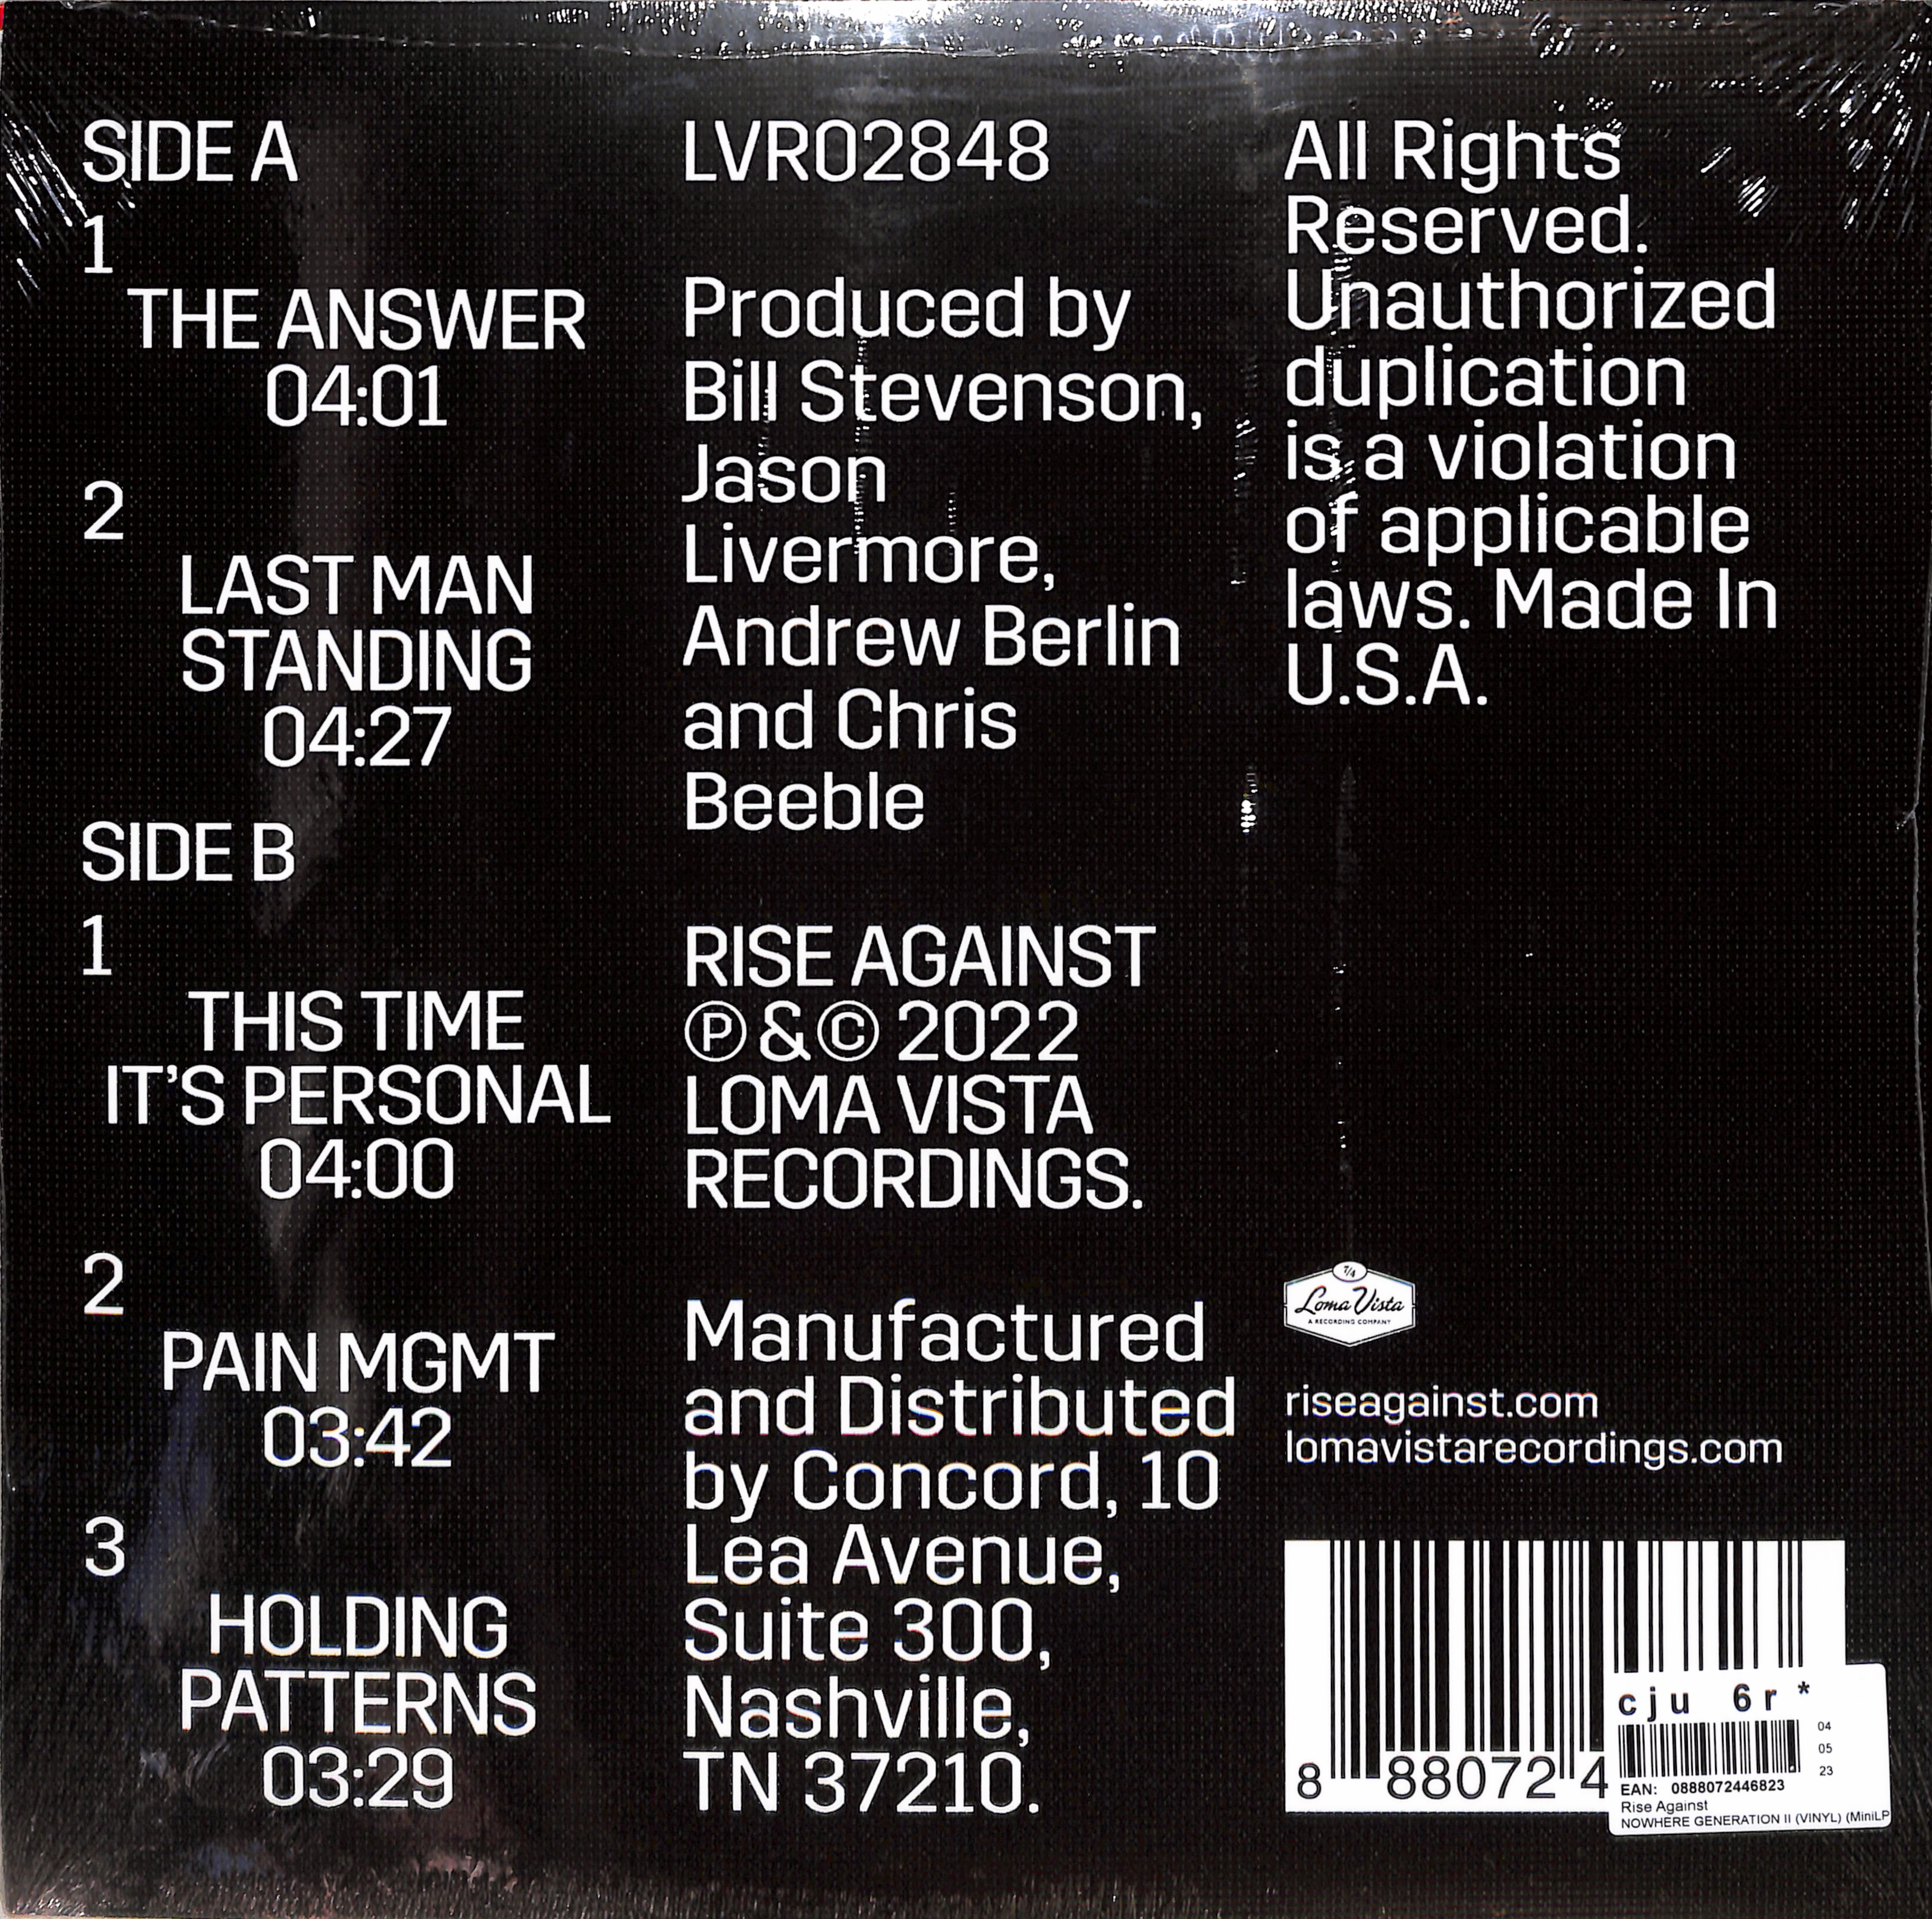 SIDE A
1
THE ANSWER
04:01
2
LAST MAN
STANDING
04:27
SIDE B
1
THIS TIME
IT'S PERSONAL
04:00
2
PAIN MGMT
03:42
3
HOLDING
PATTERNS
03:29
LVR02848
Produced by
Bill Stevenson,
Jason
Livermore,
Andrew Berlin
and Chris
Beeble
RISE AGAINST
Ⓟ & © 2022
LOMA VISTA
RECORDINGS.
Manufactured
and Distributed
by Concord, 10
Lea Avenue,
Suite 300,
Nashville,
TN 37210.
All Rights
Reserved.
Unauthorized
duplication
is a violation
of applicable
laws. Made In
U.S.A.
7/4
Loma Vista
A RECORDING COMPANY
riseagainst.com
lomavistarecordings.com
8 88072 4
cju 6r *
04
05
23
EAN: 0888072446823
Rise Against
NOWHERE GENERATION II (VINYL) (MiniLP